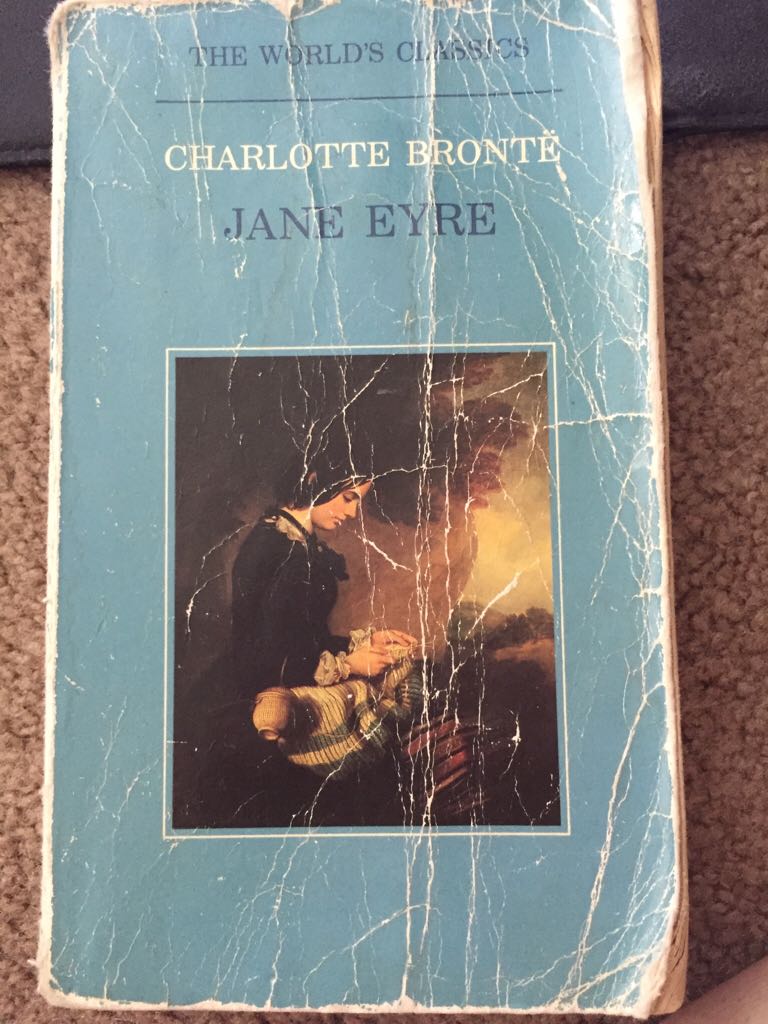 THE WORLD'S CLASSICS
CHARLOTTE BRONTË
JANE EYRE